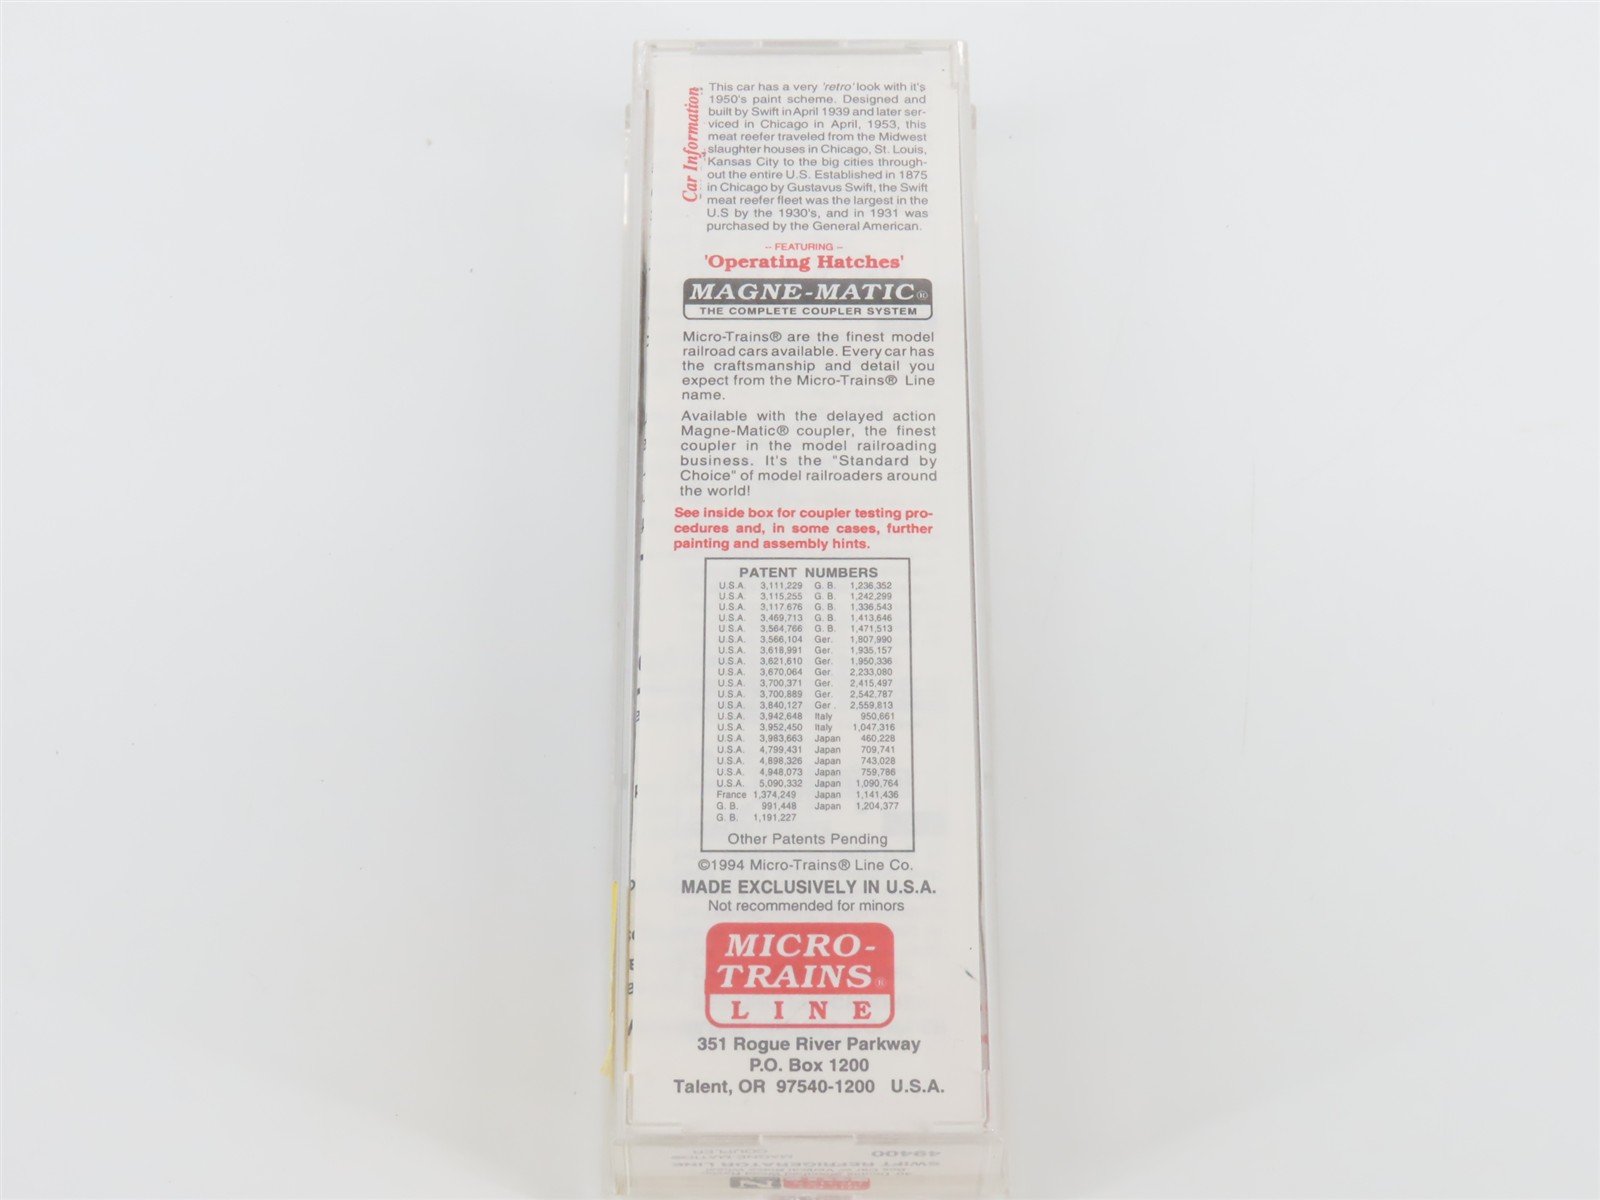 Car Information
This car has a very 'retro' look with it's
1950's paint scheme. Designed and
built by Swift in April 1939 and later ser-
viced in Chicago in April, 1953, this
meat reefer traveled from the Midwest
slaughter houses in Chicago, St. Louis,
Kansas City to the big cities through-
out the entire U.S. Established in 1875
in Chicago by Gustavus Swift, the Swift
meat reefer fleet was the largest in the
U.S by the 1930's, and in 1931 was
purchased by the General American.
-- FEATURING --
'Operating Hatches'
MAGNE-MATIC®
THE COMPLETE COUPLER SYSTEM
Micro-Trains® are the finest model
railroad cars available. Every car has
the craftsmanship and detail you
expect from the Micro-Trains® Line
name.
Available with the delayed action
Magne-Matic® coupler, the finest
coupler in the model railroading
business. It's the "Standard by
Choice" of model railroaders around
the world!
See inside box for coupler testing pro-
cedures and, in some cases, further
painting and assembly hints.
PATENT NUMBERS
U.S.A. 3,111,229 G. B. 1,236,352
U.S.A. 3,115,255 G. B. 1,242,299
U.S.A. 3,117,676 G. B. 1,336,543
U.S.A. 3,469,713 G. B. 1,413,646
U.S.A. 3,564,766 G. B. 1,471,513
U.S.A. 3,566,104 Ger. 1,807,990
U.S.A. 3,618,991 Ger. 1,935,157
U.S.A. 3,621,610 Ger. 1,950,336
U.S.A. 3,670,064 Ger. 2,233,080
U.S.A. 3,700,371 Ger. 2,415,497
U.S.A. 3,700,889 Ger. 2,542,787
U.S.A. 3,840,127 Ger. 2,559,813
U.S.A. 3,942,648 Italy 950,661
U.S.A. 3,952,450 Italy 1,047,316
U.S.A. 3,983,663 Japan 460,228
U.S.A. 4,799,431 Japan 709,741
U.S.A. 4,898,326 Japan 743,028
U.S.A. 4,948,073 Japan 759,786
U.S.A. 5,090,332 Japan 1,090,764
France 1,374,249 Japan 1,141,436
G. B. 991,448 Japan 1,204,377
G. B. 1,191,227
Other Patents Pending
©1994 Micro-Trains® Line Co.
MADE EXCLUSIVELY IN U.S.A.
Not recommended for minors
MICRO-
TRAINS®
LINE
351 Rogue River Parkway
P.O. Box 1200
Talent, OR 97540-1200 U.S.A.
49400
SWIFT REFRIGERATOR LINE